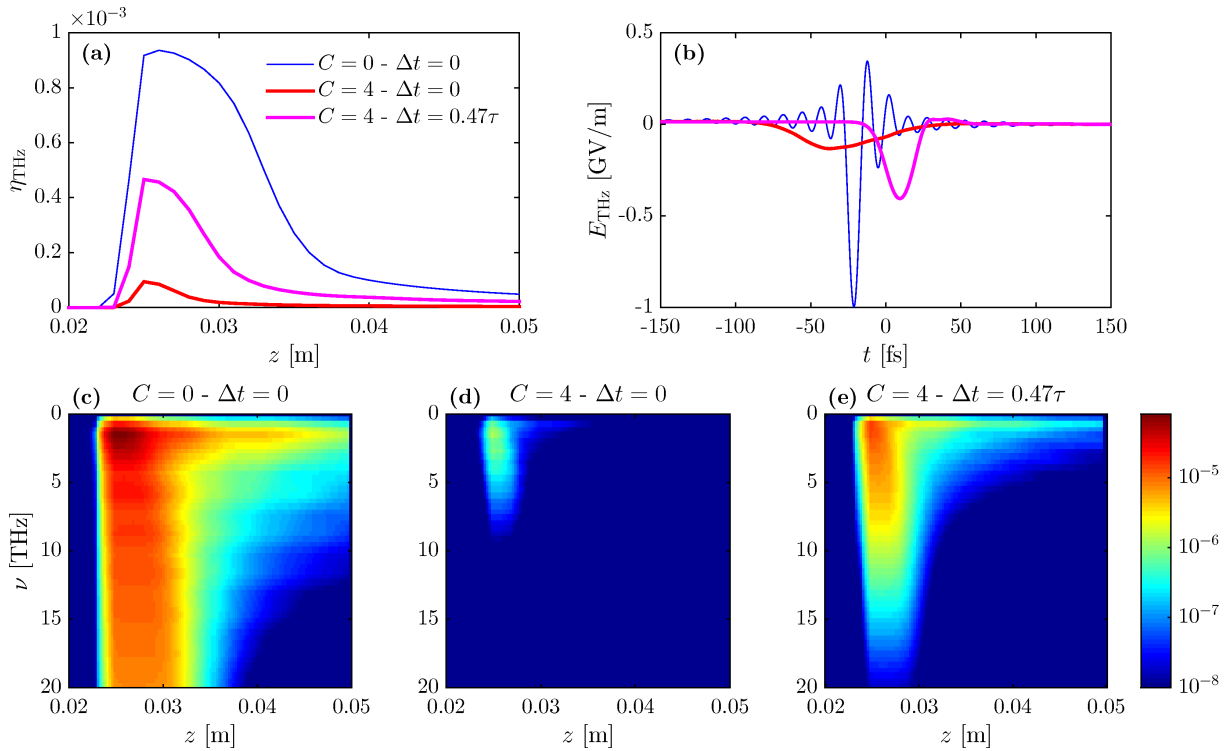 ×10⁻³
(a)
C = 0 - Δt = 0
C = 4 - Δt = 0
C = 4 - Δt = 0.47τ
1
0.8
0.6
0.4
0.2
0
η_THz
0.02 0.03 0.04 0.05
z [m]
(b)
0.5
0
-0.5
-1
E_THz [GV/m]
-150 -100 -50 0 50 100 150
t [fs]
(c) C = 0 - Δt = 0
0
5
10
15
20
ν [THz]
0.02 0.03 0.04 0.05
z [m]
(d) C = 4 - Δt = 0
0
5
10
15
20
0.02 0.03 0.04 0.05
z [m]
(e) C = 4 - Δt = 0.47τ
0
5
10
15
20
0.02 0.03 0.04 0.05
z [m]
10⁻⁵
10⁻⁶
10⁻⁷
10⁻⁸